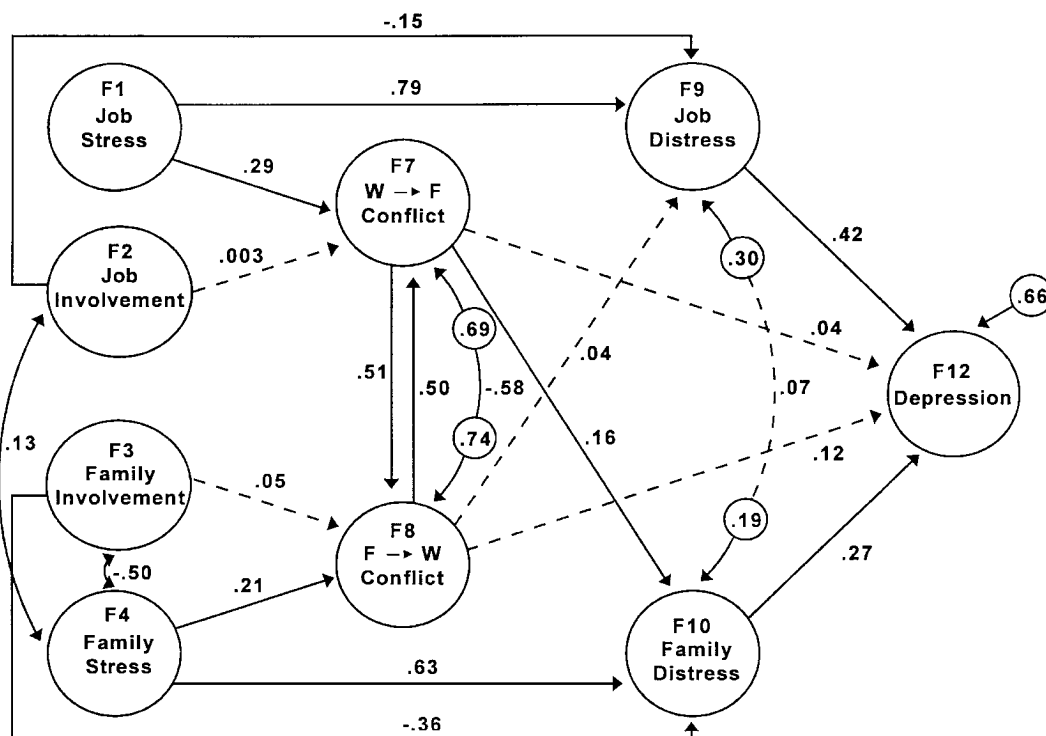 -.15
F1
Job
Stress
.79
F9
Job
Distress
.29
F7
W → F
Conflict
F2
Job
Involvement
.003
.30
.42
.66
.69
.04
.04
F12
Depression
.51
.50
-.58
.07
.13
F3
Family
Involvement
.74
.16
.12
.05
F8
F → W
Conflict
.19
.27
-.50
.21
F4
Family
Stress
F10
Family
Distress
.63
-.36